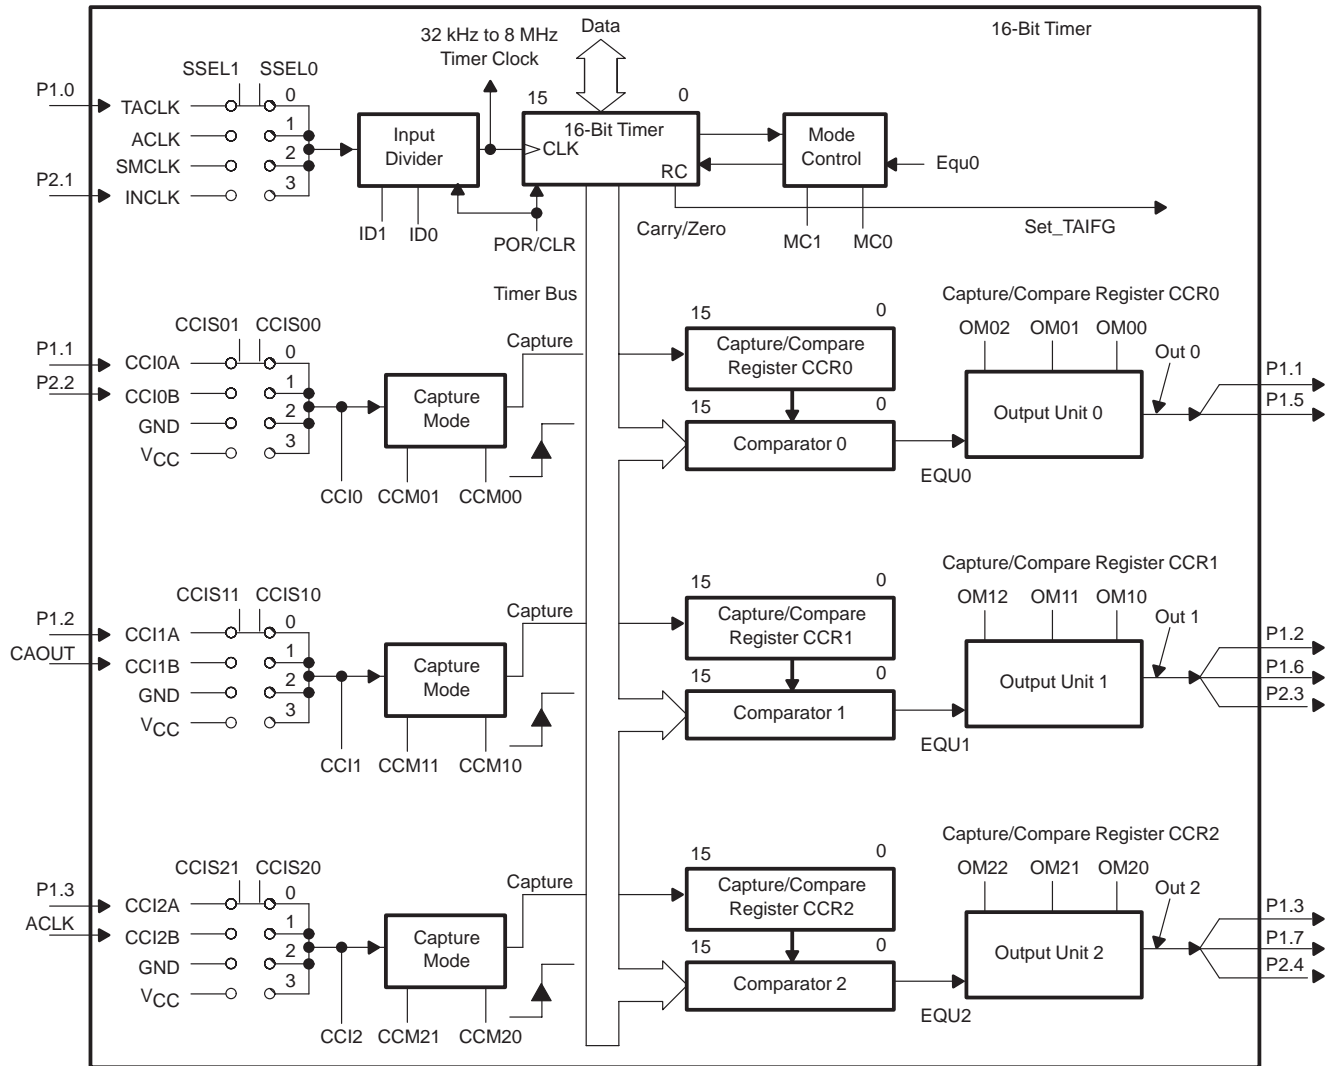 16-Bit Timer
32 kHz to 8 MHz
Timer Clock
Data
SSEL1 SSEL0
15 0
P1.0
TACLK
0
ACLK
1
SMCLK
2
P2.1
INCLK
3
Input
Divider
ID1 ID0
16-Bit Timer
CLK
RC
POR/CLR
Mode
Control
Equ0
Carry/Zero
MC1 MC0
Set_TAIFG
Timer Bus
CCIS01 CCIS00
P1.1
CCI0A
0
P2.2
CCI0B
1
GND
2
VCC
3
Capture
Capture
Mode
CCI0 CCM01 CCM00
15 0
Capture/Compare
Register CCR0
15 0
Comparator 0
EQU0
Capture/Compare Register CCR0
OM02 OM01 OM00
Out 0
Output Unit 0
P1.1
P1.5
CCIS11 CCIS10
P1.2
CCI1A
0
CAOUT
CCI1B
1
GND
2
VCC
3
Capture
Capture
Mode
CCI1 CCM11 CCM10
15 0
Capture/Compare
Register CCR1
15 0
Comparator 1
EQU1
Capture/Compare Register CCR1
OM12 OM11 OM10
Out 1
Output Unit 1
P1.2
P1.6
P2.3
CCIS21 CCIS20
P1.3
CCI2A
0
ACLK
CCI2B
1
GND
2
VCC
3
Capture
Capture
Mode
CCI2 CCM21 CCM20
15 0
Capture/Compare
Register CCR2
15 0
Comparator 2
EQU2
Capture/Compare Register CCR2
OM22 OM21 OM20
Out 2
Output Unit 2
P1.3
P1.7
P2.4